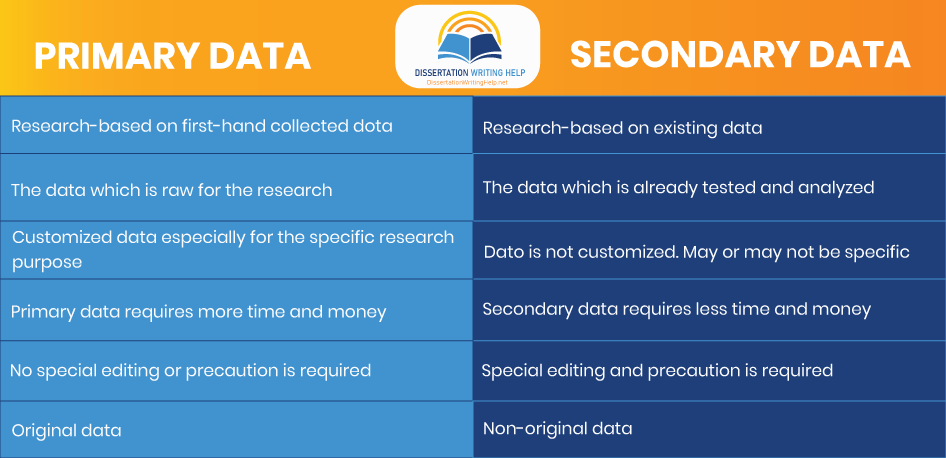 PRIMARY DATA
DISSERTATION WRITING HELP
DissertationWritingHelp.net
SECONDARY DATA
Research-based on first-hand collected dota
Research-based on existing data
The data which is raw for the research
The data which is already tested and analyzed
Customized data especially for the specific research
purpose
Dato is not customized. May or may not be specific
Primary data requires more time and money
Secondary data requires less time and money
No special editing or precaution is required
Special editing and precaution is required
Original data
Non-original data